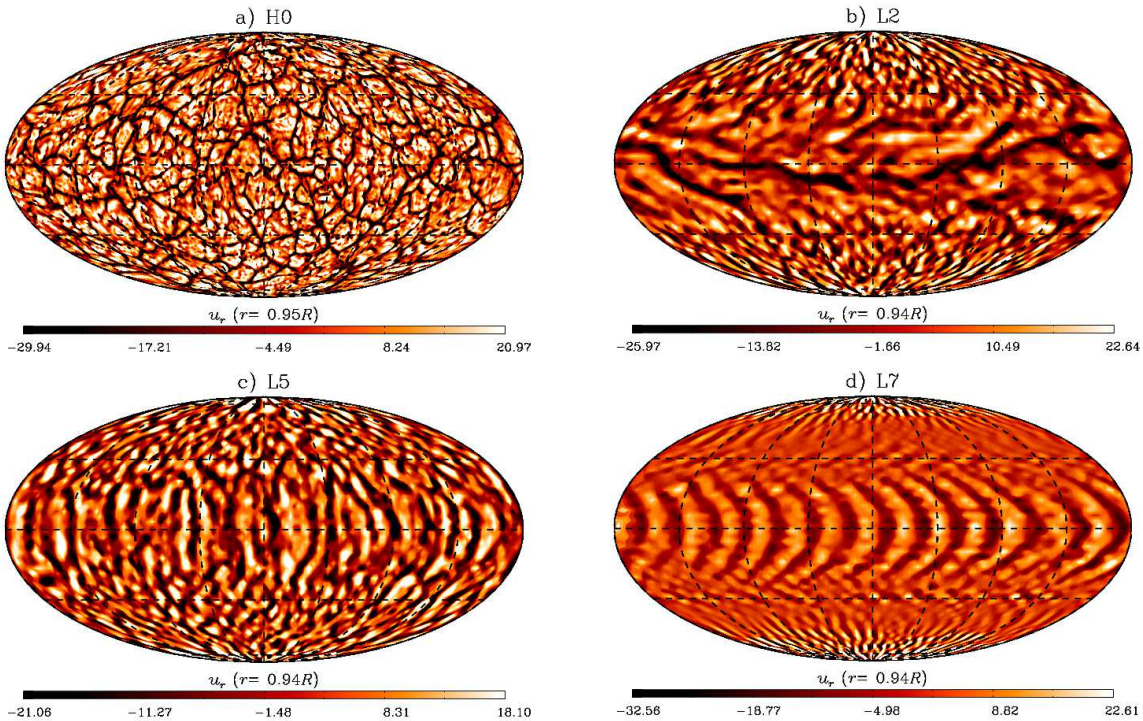 a) H0
u_r (r= 0.95R)
−29.94 −17.21 −4.49 8.24 20.97
b) L2
u_r (r= 0.94R)
−25.97 −13.82 −1.66 10.49 22.64
c) L5
u_r (r= 0.94R)
−21.06 −11.27 −1.48 8.31 18.10
d) L7
u_r (r= 0.94R)
−32.56 −18.77 −4.98 8.82 22.61